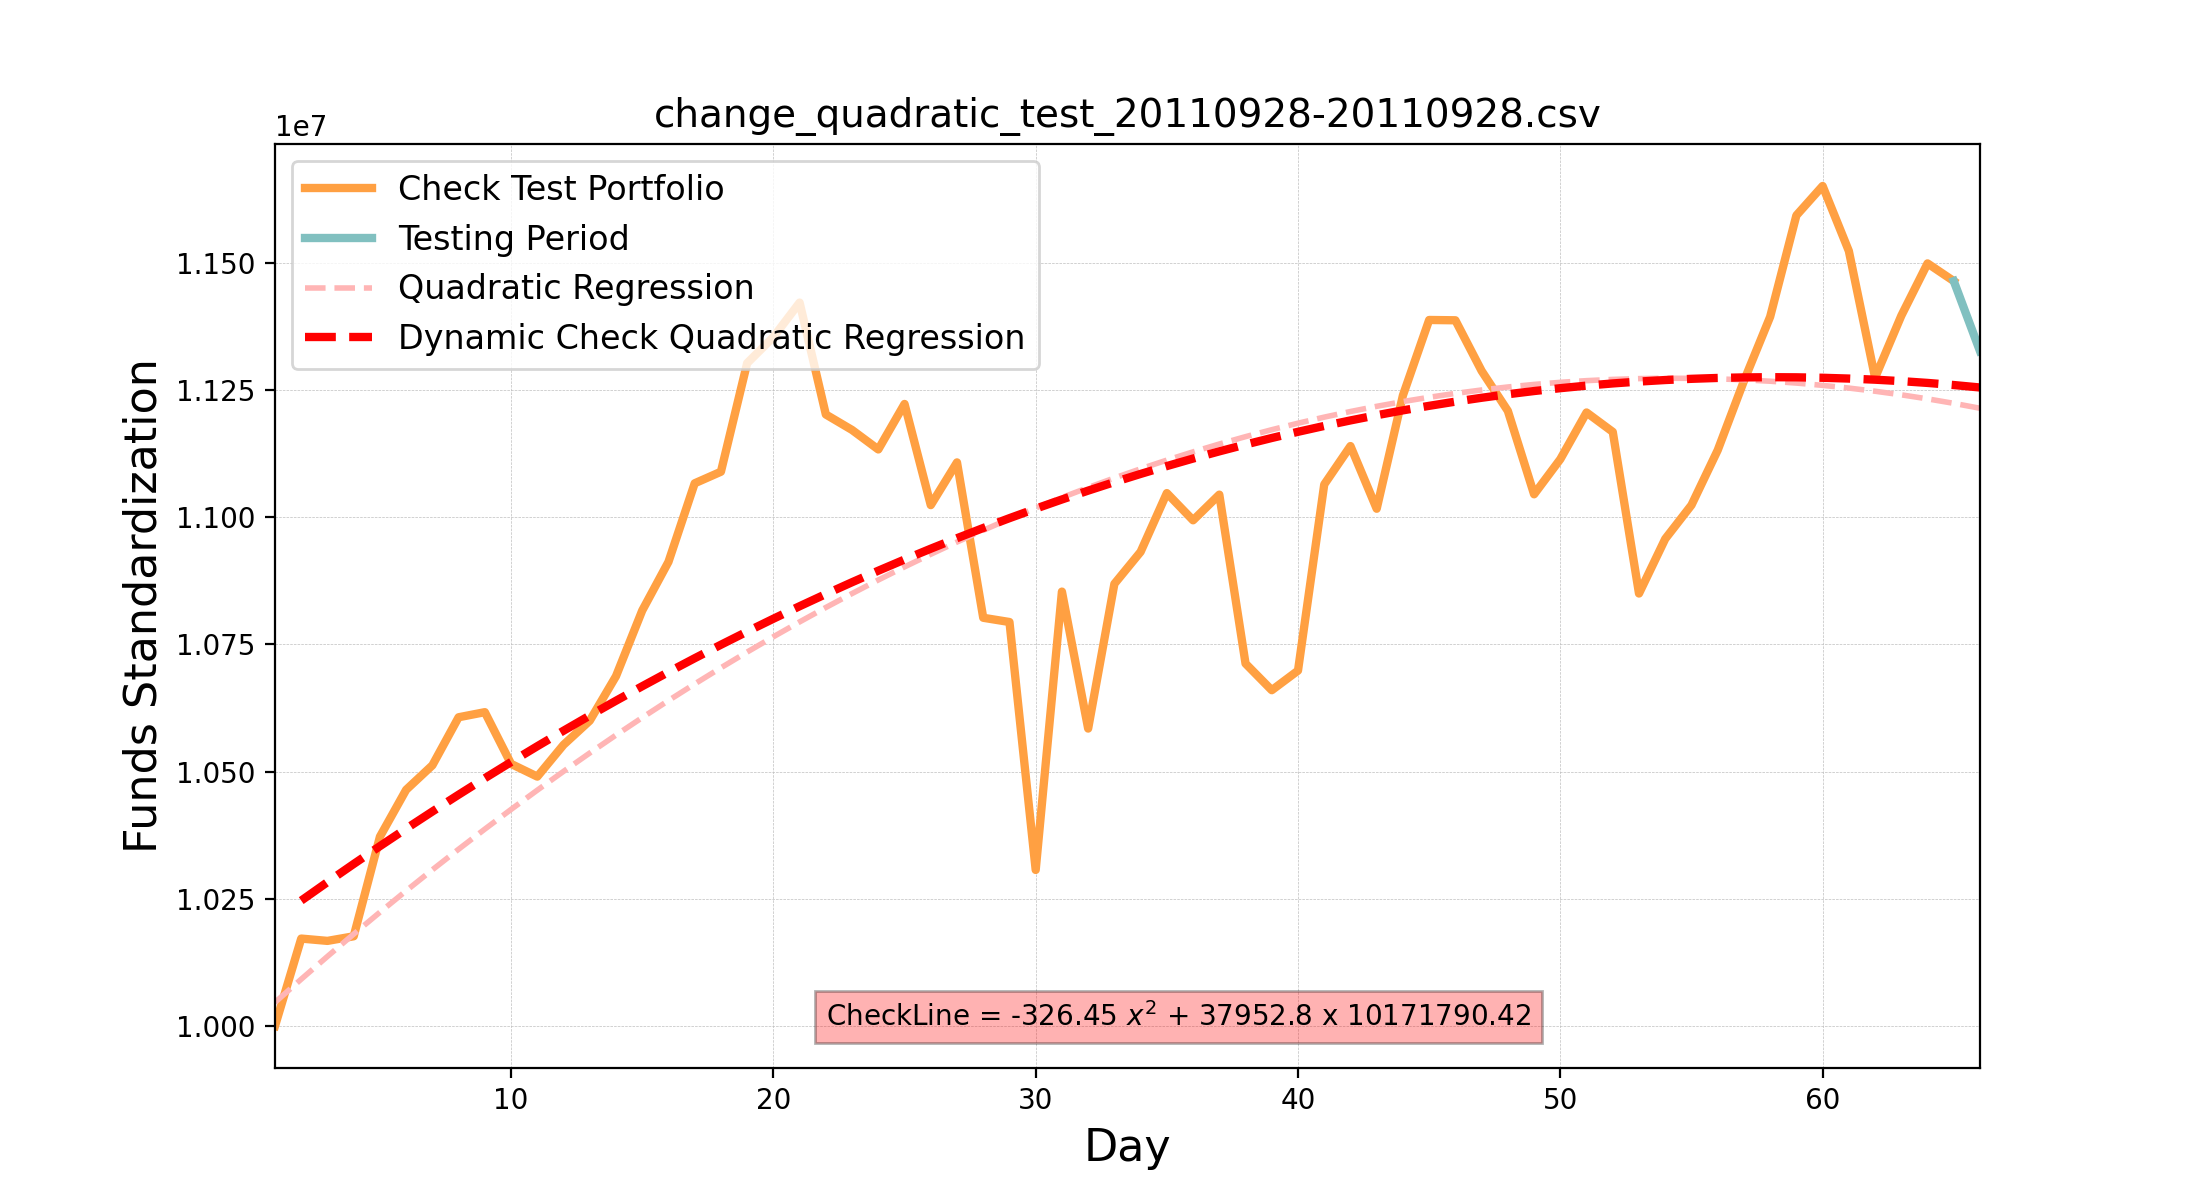 change_quadratic_test_20110928-20110928.csv
1e7
Check Test Portfolio
Testing Period
Quadratic Regression
Dynamic Check Quadratic Regression
1.150
1.125
1.100
1.075
1.050
1.025
1.000
Funds Standardization
CheckLine = -326.45 x² + 37952.8 x 10171790.42
10 20 30 40 50 60
Day